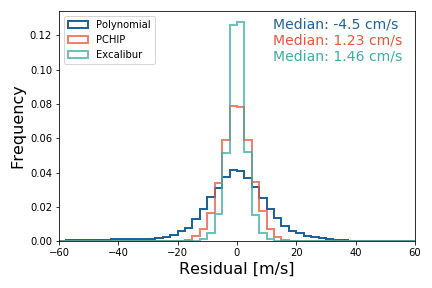 Polynomial
PCHIP
Excalibur
Median: -4.5 cm/s
Median: 1.23 cm/s
Median: 1.46 cm/s
Frequency
0.12
0.10
0.08
0.06
0.04
0.02
0.00
−60 −40 −20 0 20 40 60
Residual [m/s]